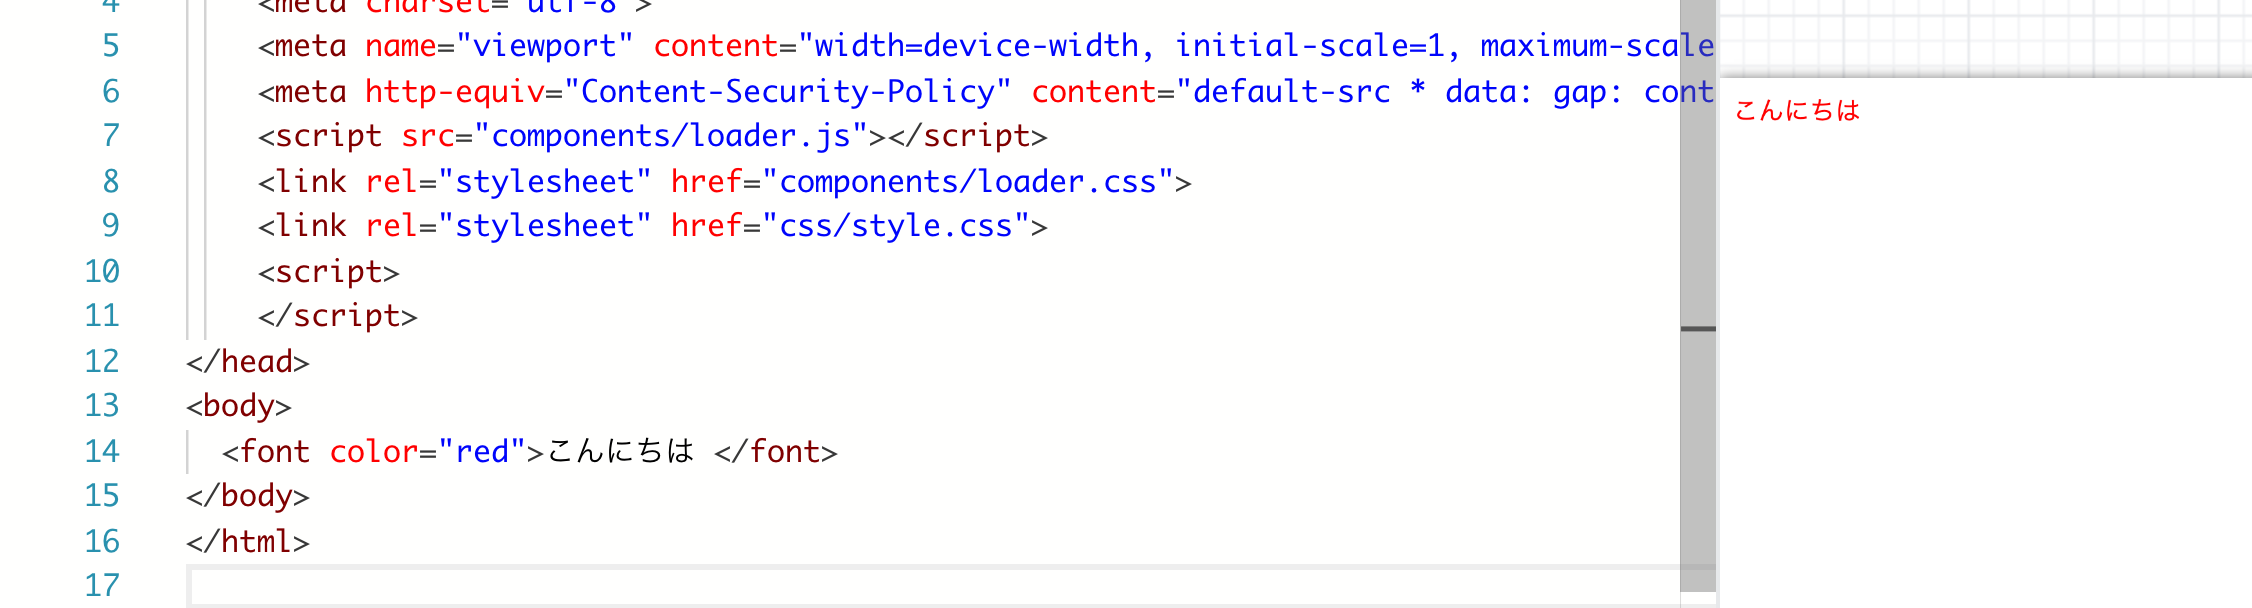 4 <meta charset="utf-8">
5 <meta name="viewport" content="width=device-width, initial-scale=1, maximum-scale
6 <meta http-equiv="Content-Security-Policy" content="default-src * data: gap: cont
7 <script src="components/loader.js"></script>
8 <link rel="stylesheet" href="components/loader.css">
9 <link rel="stylesheet" href="css/style.css">
10 <script>
11 </script>
12 </head>
13 <body>
14 <font color="red">こんにちは </font>
15 </body>
16 </html>
17
こんにちは